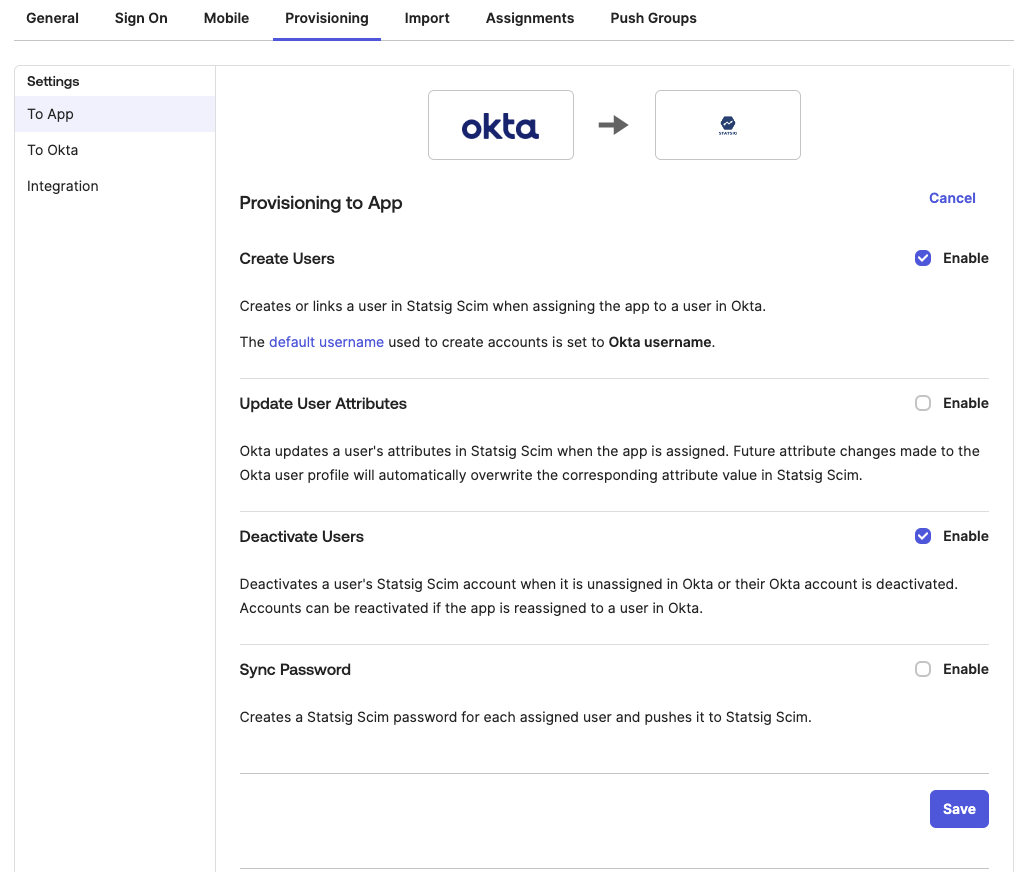 General Sign On Mobile Provisioning Import Assignments Push Groups
Settings
To App
To Okta
Integration
okta
STATSIG
Provisioning to App
Cancel
Create Users
Enable
Creates or links a user in Statsig Scim when assigning the app to a user in Okta.
The default username used to create accounts is set to Okta username.
Update User Attributes
Enable
Okta updates a user's attributes in Statsig Scim when the app is assigned. Future attribute changes made to the
Okta user profile will automatically overwrite the corresponding attribute value in Statsig Scim.
Deactivate Users
Enable
Deactivates a user's Statsig Scim account when it is unassigned in Okta or their Okta account is deactivated.
Accounts can be reactivated if the app is reassigned to a user in Okta.
Sync Password
Enable
Creates a Statsig Scim password for each assigned user and pushes it to Statsig Scim.
Save